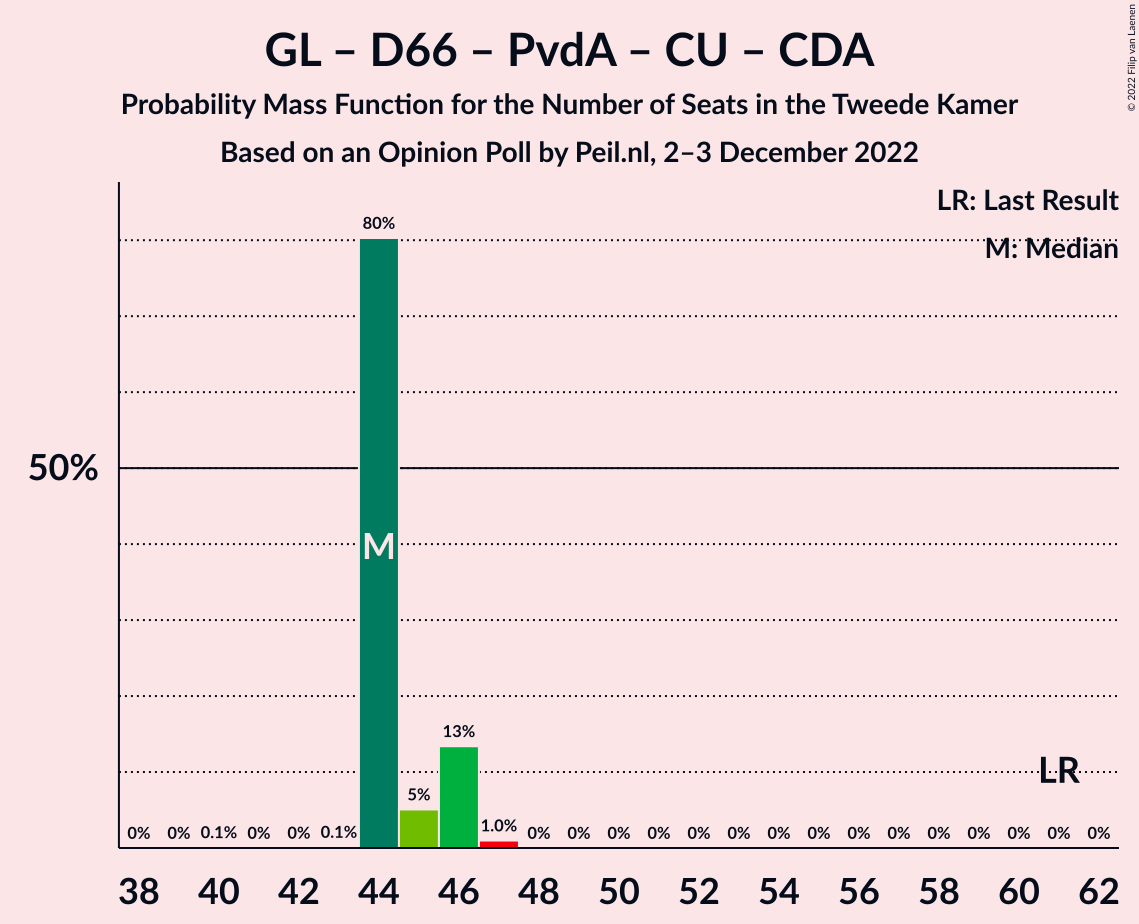 GL – D66 – PvdA – CU – CDA
Probability Mass Function for the Number of Seats in the Tweede Kamer
Based on an Opinion Poll by Peil.nl, 2–3 December 2022
© 2022 Filip van Laenen
LR: Last Result
M: Median
80%
50%
M
13%
LR
5%
0% 0% 0.1% 0% 0% 0.1% 1.0% 0% 0% 0% 0% 0% 0% 0% 0% 0% 0% 0% 0% 0% 0% 0%
38 40 42 44 46 48 50 52 54 56 58 60 62